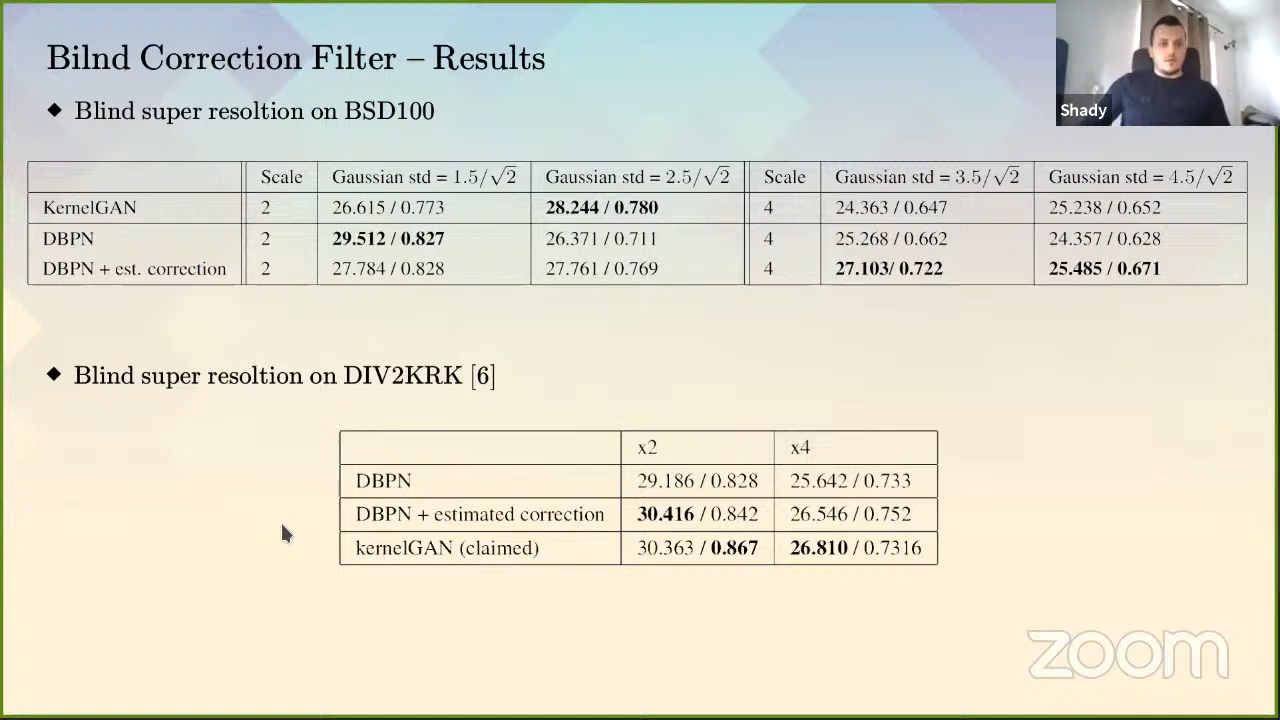 Bilnd Correction Filter – Results
Shady
◆ Blind super resoltion on BSD100
Scale Gaussian std = 1.5/√2 Gaussian std = 2.5/√2 Scale Gaussian std = 3.5/√2 Gaussian std = 4.5/√2
KernelGAN 2 26.615 / 0.773 28.244 / 0.780 4 24.363 / 0.647 25.238 / 0.652
DBPN 2 29.512 / 0.827 26.371 / 0.711 4 25.268 / 0.662 24.357 / 0.628
DBPN + est. correction 2 27.784 / 0.828 27.761 / 0.769 4 27.103/ 0.722 25.485 / 0.671
◆ Blind super resoltion on DIV2KRK [6]
x2 x4
DBPN 29.186 / 0.828 25.642 / 0.733
DBPN + estimated correction 30.416 / 0.842 26.546 / 0.752
kernelGAN (claimed) 30.363 / 0.867 26.810 / 0.7316
zoom